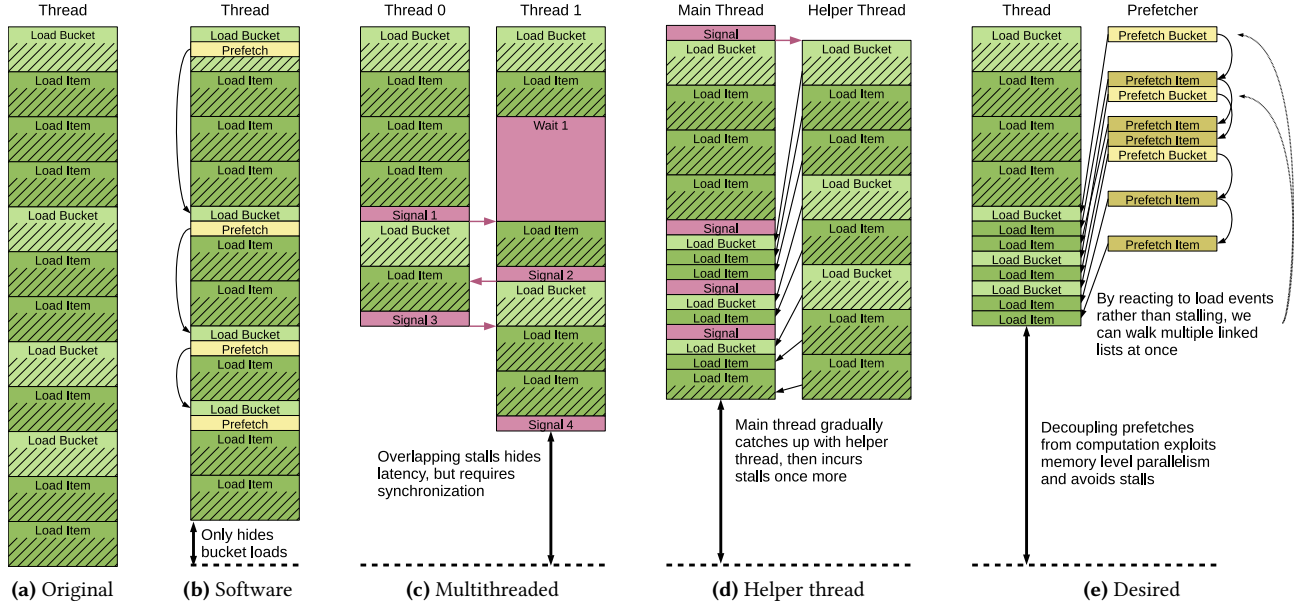 Thread
Load Bucket
Load Item
Load Item
Load Item
Load Bucket
Load Item
Load Item
Load Bucket
Load Item
Load Bucket
Load Item
Load Item
(a) Original
Thread
Load Bucket
Prefetch
Load Item
Load Item
Load Item
Load Bucket
Prefetch
Load Item
Load Item
Load Bucket
Prefetch
Load Item
Load Bucket
Prefetch
Load Item
Load Item
Only hides
bucket loads
(b) Software
Thread 0
Load Bucket
Load Item
Load Item
Load Item
Signal 1
Load Bucket
Load Item
Signal 3
Thread 1
Load Bucket
Load Item
Wait 1
Load Item
Signal 2
Load Bucket
Load Item
Load Item
Signal 4
Overlapping stalls hides
latency, but requires
synchronization
(c) Multithreaded
Main Thread
Signal
Load Bucket
Load Item
Load Item
Load Item
Signal
Load Bucket
Load Item
Load Item
Signal
Load Bucket
Load Item
Signal
Load Bucket
Load Item
Load Item
Helper Thread
Load Bucket
Load Item
Load Item
Load Bucket
Load Item
Load Bucket
Load Item
Load Item
Main thread gradually
catches up with helper
thread, then incurs
stalls once more
(d) Helper thread
Thread
Load Bucket
Load Item
Load Item
Load Item
Load Bucket
Load Item
Load Item
Load Bucket
Load Item
Load Bucket
Load Item
Load Item
Prefetcher
Prefetch Bucket
Prefetch Item
Prefetch Bucket
Prefetch Item
Prefetch Item
Prefetch Bucket
Prefetch Item
Prefetch Item
By reacting to load events
rather than stalling, we
can walk multiple linked
lists at once
Decoupling prefetches
from computation exploits
memory level parallelism
and avoids stalls
(e) Desired